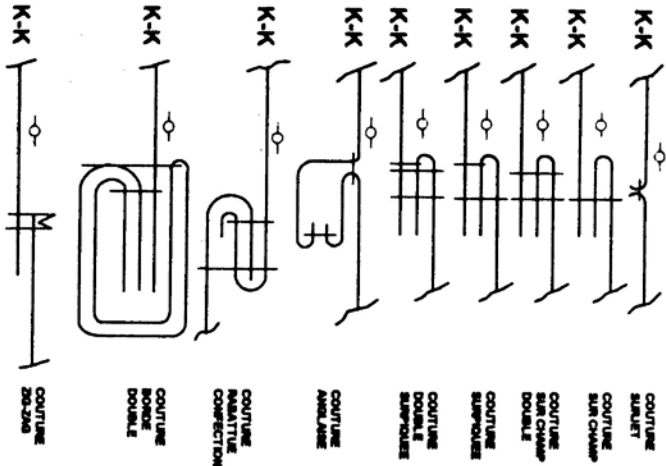 K-K
COUTURE
SURJET
K-K
COUTURE
SUR CHAMP
K-K
COUTURE
SUR CHAMP
DOUBLE
K-K
COUTURE
SURPIQUEE
K-K
COUTURE
DOUBLE
SURPIQUEE
K-K
COUTURE
ANGLAISE
K-K
COUTURE
RABATTUE
CONFECTION
K-K
COUTURE
BORDE
DOUBLE
K-K
COUTURE
ZIG-ZAG